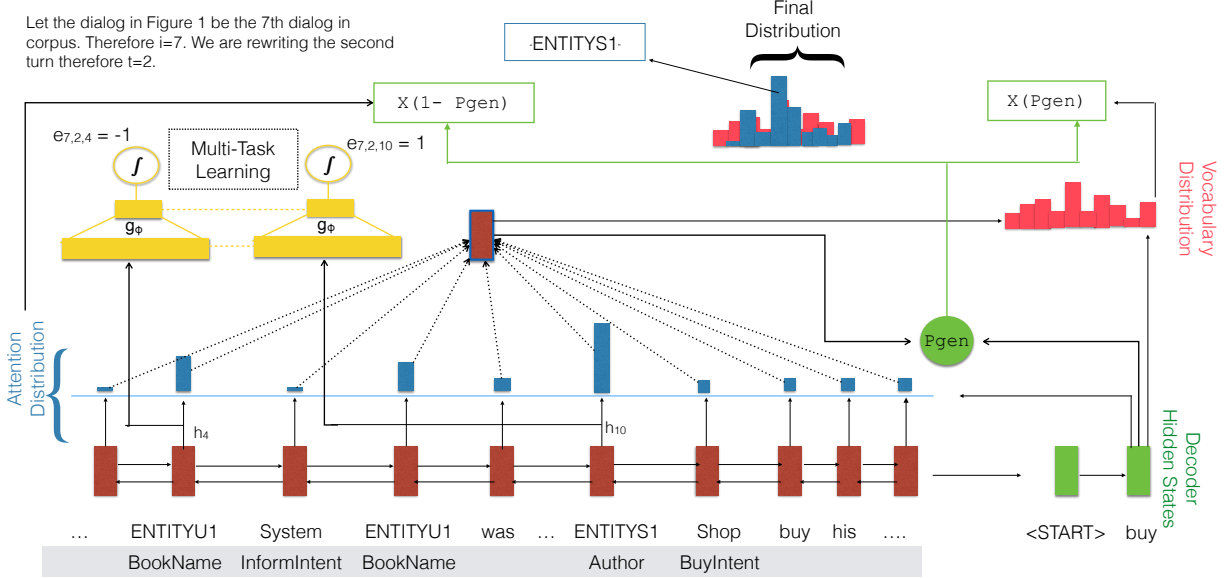 Let the dialog in Figure 1 be the 7th dialog in
corpus. Therefore i=7. We are rewriting the second
turn therefore t=2.
Final
Distribution
-ENTITYS1-
X(1- Pgen)
X(Pgen)
e7,2,4 = -1
Multi-Task
Learning
e7,2,10 = 1
∫
∫
gΦ
gΦ
Vocabulary
Distribution
Pgen
Attention
Distribution
h4
h10
Decoder
Hidden States
... ENTITYU1 System ENTITYU1 was ... ENTITYS1 Shop buy his .... <START> buy
BookName InformIntent BookName Author BuyIntent